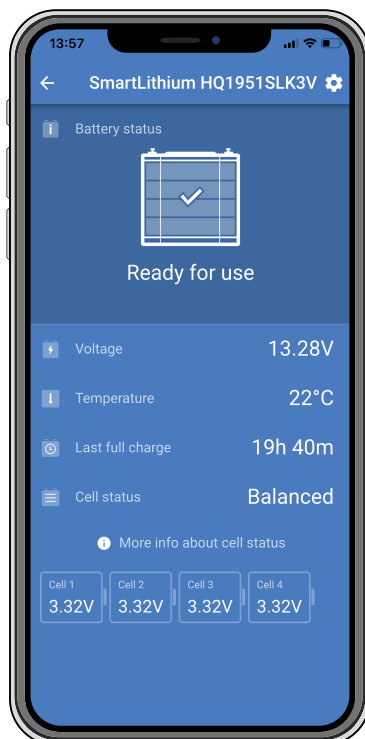 13:57
SmartLithium HQ1951SLK3V
Battery status
Ready for use
Voltage 13.28V
Temperature 22°C
Last full charge 19h 40m
Cell status Balanced
More info about cell status
Cell 1 Cell 2 Cell 3 Cell 4
3.32V 3.32V 3.32V 3.32V